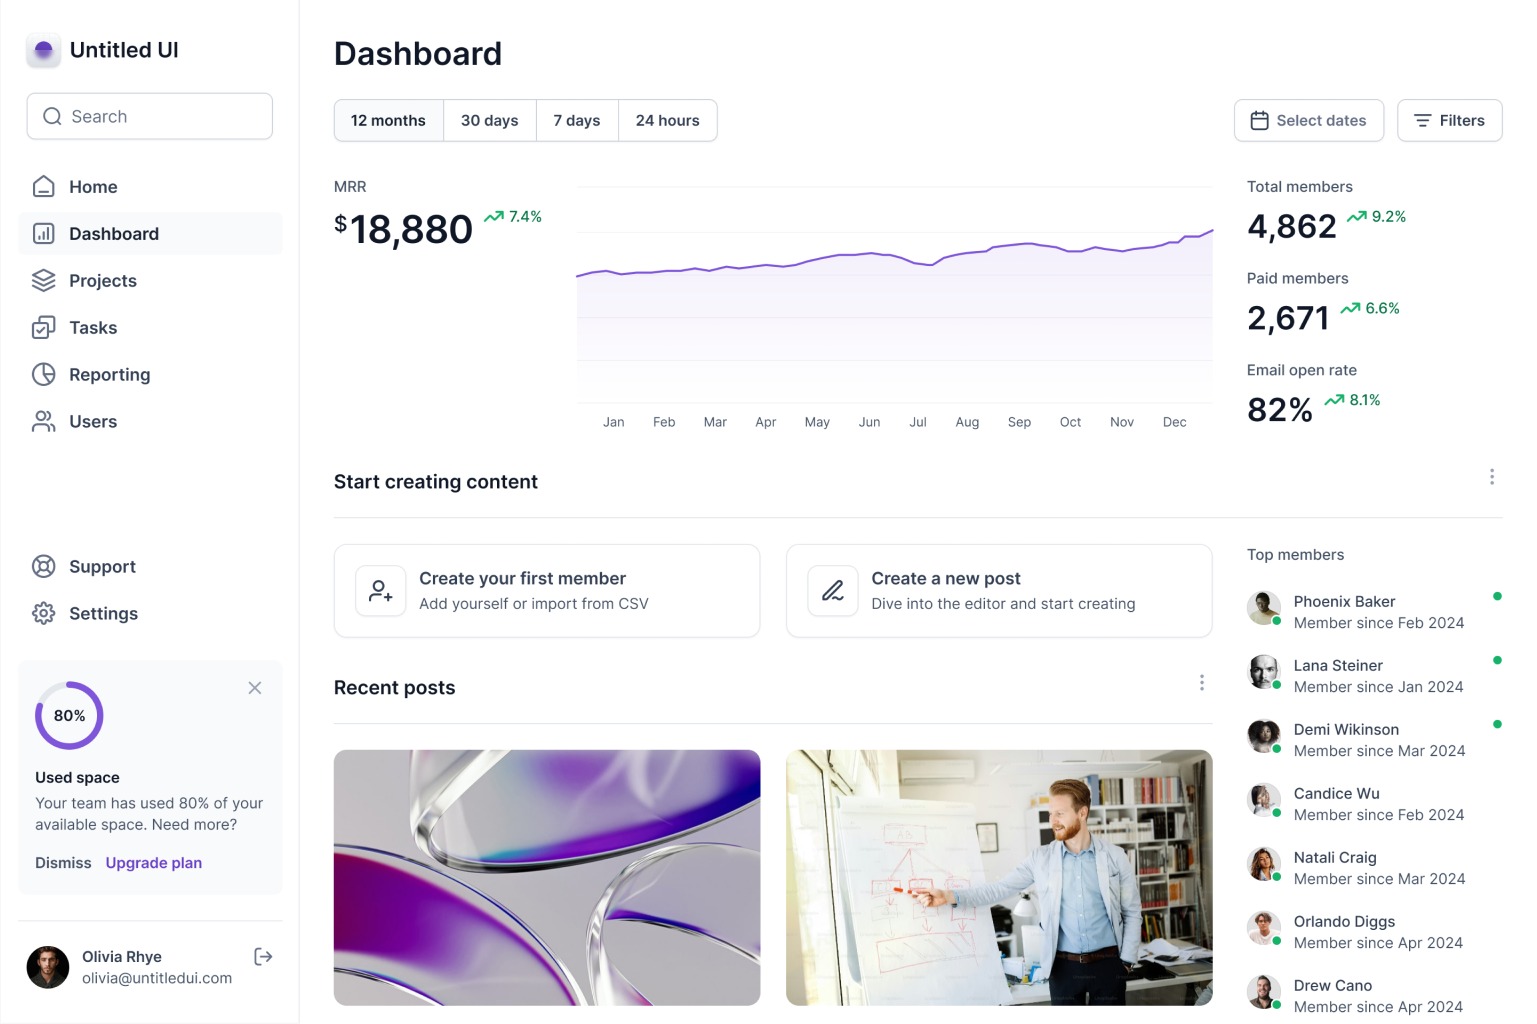 Untitled UI
Search
Home
Dashboard
Projects
Tasks
Reporting
Users
Support
Settings
80%
Used space
Your team has used 80% of your
available space. Need more?
Dismiss Upgrade plan
Olivia Rhye
olivia@untitledui.com
Dashboard
12 months 30 days 7 days 24 hours
Select dates Filters
MRR
$18,880 7.4%
Jan Feb Mar Apr May Jun Jul Aug Sep Oct Nov Dec
Total members
4,862 9.2%
Paid members
2,671 6.6%
Email open rate
82% 8.1%
Start creating content
Create your first member
Add yourself or import from CSV
Create a new post
Dive into the editor and start creating
Recent posts
Top members
Phoenix Baker
Member since Feb 2024
Lana Steiner
Member since Jan 2024
Demi Wikinson
Member since Mar 2024
Candice Wu
Member since Feb 2024
Natali Craig
Member since Mar 2024
Orlando Diggs
Member since Apr 2024
Drew Cano
Member since Apr 2024